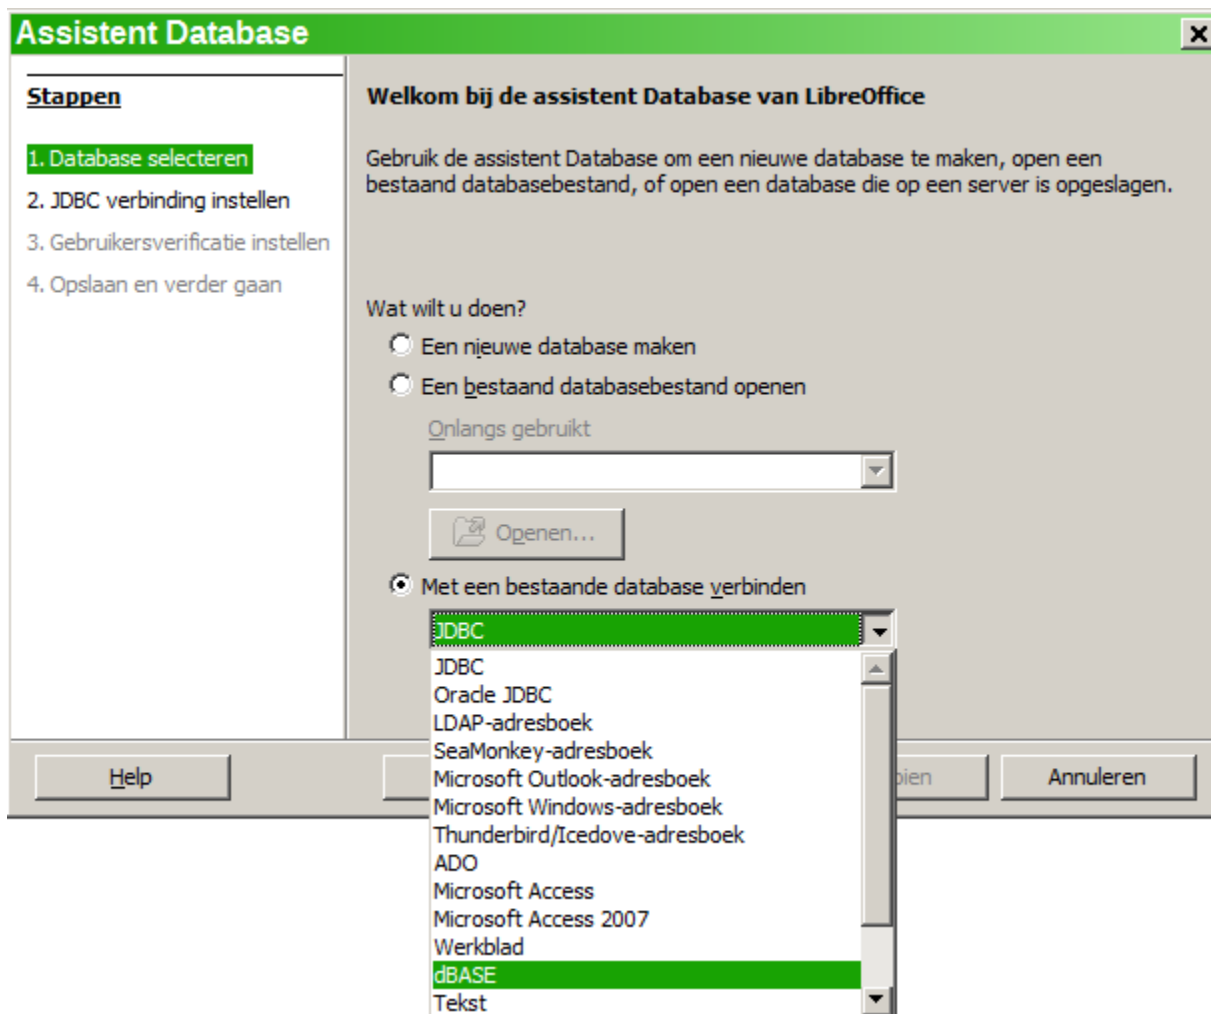 Assistent Database
Stappen
1. Database selecteren
2. JDBC verbinding instellen
3. Gebruikersverificatie instellen
4. Opslaan en verder gaan
Welkom bij de assistent Database van LibreOffice
Gebruik de assistent Database om een nieuwe database te maken, open een
bestaand databasebestand, of open een database die op een server is opgeslagen.
Wat wilt u doen?
Een nieuwe database maken
Een bestaand databasebestand openen
Onlangs gebruikt
Openen...
Met een bestaande database verbinden
JDBC
JDBC
Oracle JDBC
LDAP-adresboek
SeaMonkey-adresboek
Microsoft Outlook-adresboek
Microsoft Windows-adresboek
Thunderbird/Icedove-adresboek
ADO
Microsoft Access
Microsoft Access 2007
Werkblad
dBASE
Tekst
Help
Annuleren